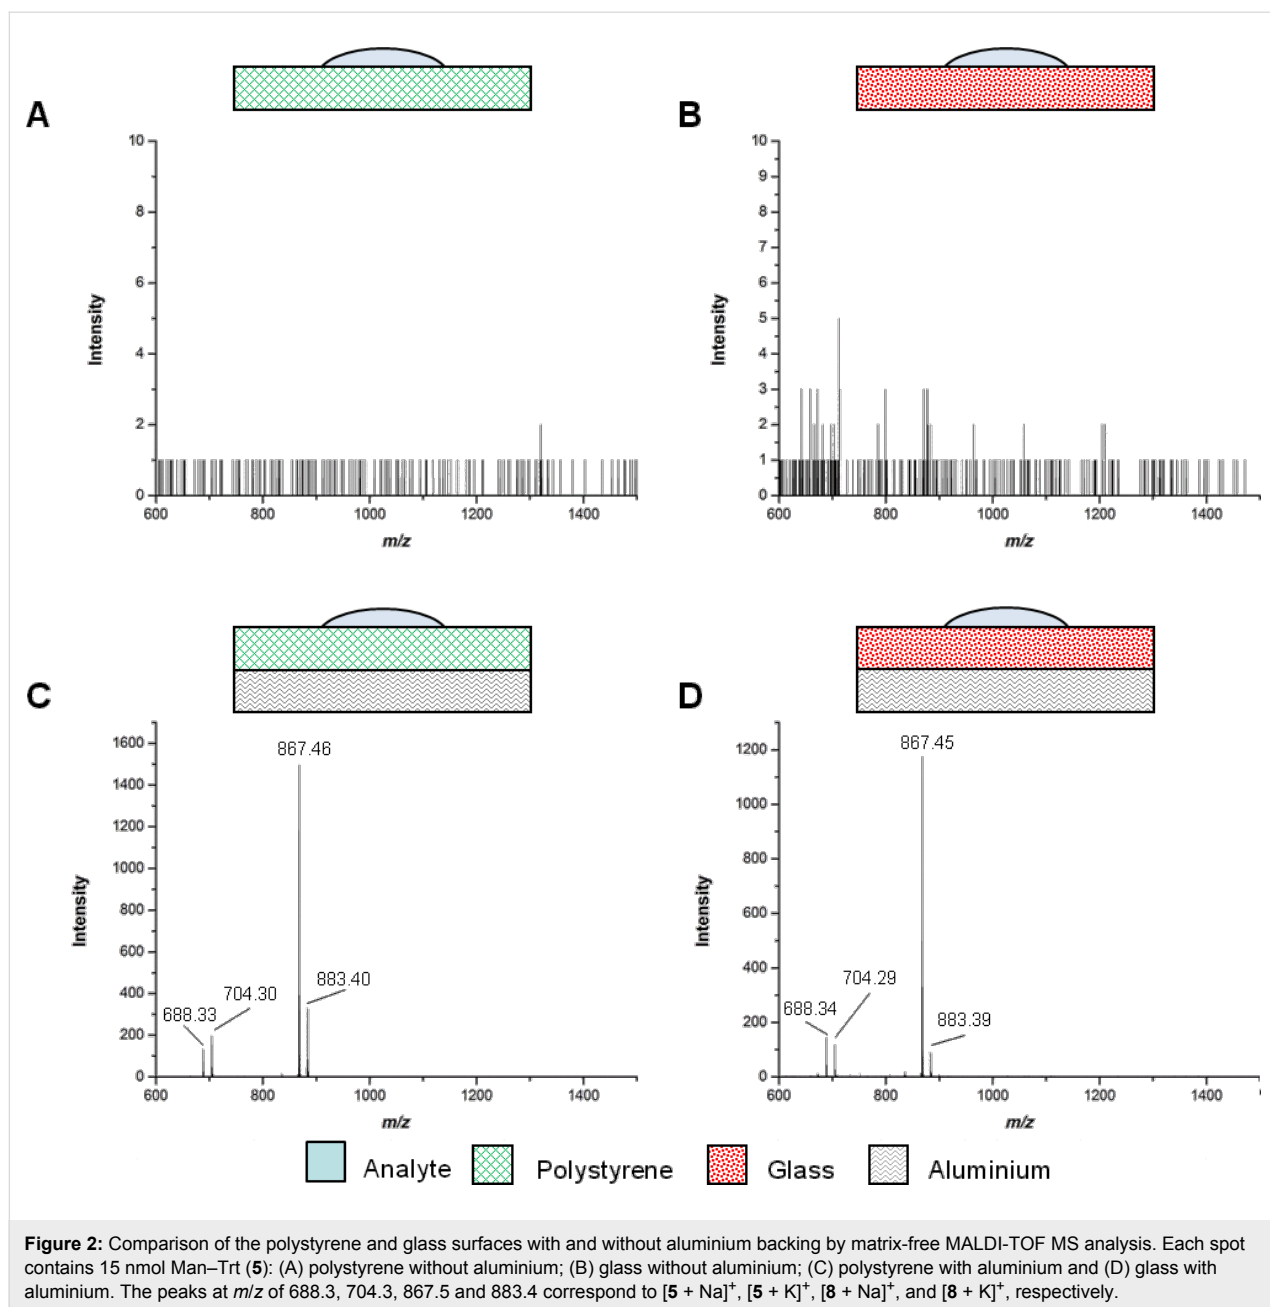 A
10
8
6
4
2
0
Intensity
600 800 1000 1200 1400
m/z
B
10
9
8
7
6
5
4
3
2
1
0
Intensity
600 800 1000 1200 1400
m/z
C
1600
1400
1200
1000
800
600
400
200
0
Intensity
867.46
883.40
704.30
688.33
600 800 1000 1200 1400
m/z
D
1200
1000
800
600
400
200
0
Intensity
867.45
704.29
688.34
883.39
600 800 1000 1200 1400
m/z
Analyte Polystyrene Glass Aluminium
Figure 2: Comparison of the polystyrene and glass surfaces with and without aluminium backing by matrix-free MALDI-TOF MS analysis. Each spot
contains 15 nmol Man–Trt (5): (A) polystyrene without aluminium; (B) glass without aluminium; (C) polystyrene with aluminium and (D) glass with
aluminium. The peaks at m/z of 688.3, 704.3, 867.5 and 883.4 correspond to [5 + Na]⁺, [5 + K]⁺, [8 + Na]⁺, and [8 + K]⁺, respectively.